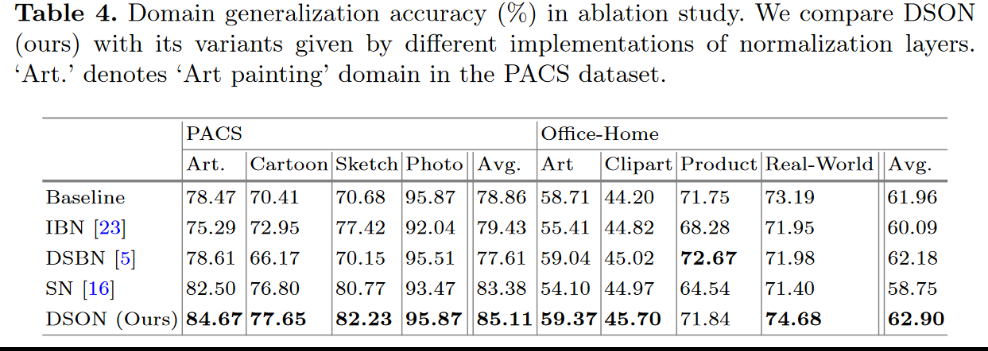 Table 4. Domain generalization accuracy (%) in ablation study. We compare DSON
(ours) with its variants given by different implementations of normalization layers.
‘Art.’ denotes ‘Art painting’ domain in the PACS dataset.
PACS Office-Home
Art. Cartoon Sketch Photo Avg. Art Clipart Product Real-World Avg.
Baseline 78.47 70.41 70.68 95.87 78.86 58.71 44.20 71.75 73.19 61.96
IBN [23] 75.29 72.95 77.42 92.04 79.43 55.41 44.82 68.28 71.95 60.09
DSBN [5] 78.61 66.17 70.15 95.51 77.61 59.04 45.02 72.67 71.98 62.18
SN [16] 82.50 76.80 80.77 93.47 83.38 54.10 44.97 64.54 71.40 58.75
DSON (Ours) 84.67 77.65 82.23 95.87 85.11 59.37 45.70 71.84 74.68 62.90